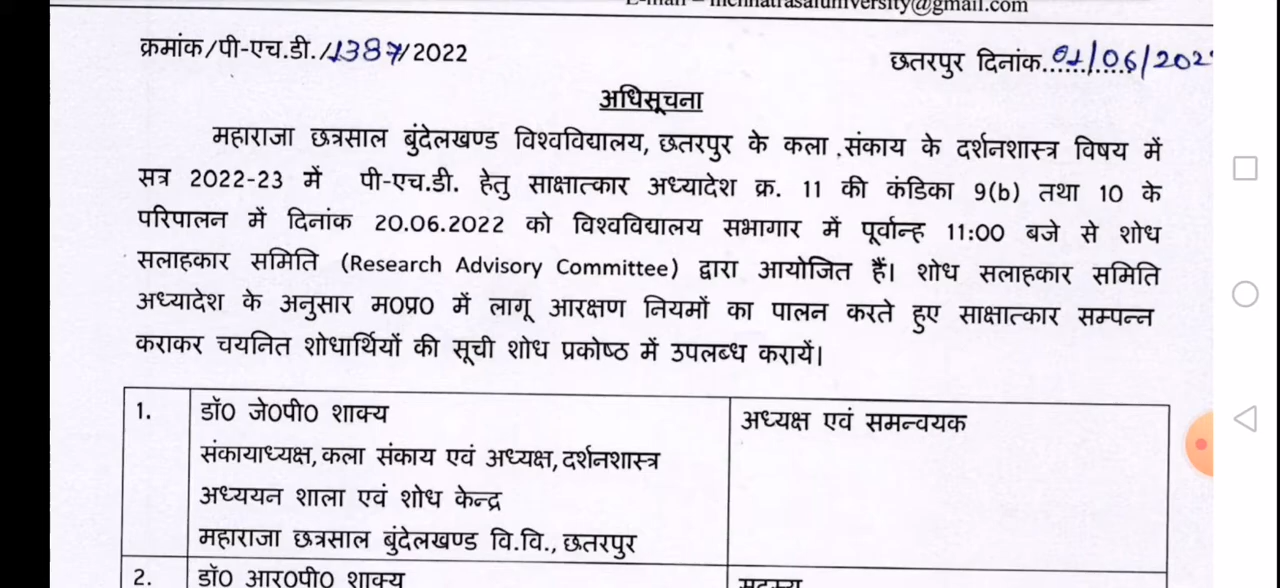 क्रमांक/पी-एच.डी./1387/2022
छतरपुर दिनांक..01/06/202
अधिसूचना
महाराजा छत्रसाल बुंदेलखण्ड विश्वविद्यालय, छतरपुर के कला संकाय के दर्शनशास्त्र विषय में
सत्र 2022-23 में पी-एच.डी. हेतु साक्षात्कार अध्यादेश क्र. 11 की कंडिका 9(b) तथा 10 के
परिपालन में दिनांक 20.06.2022 को विश्वविद्यालय सभागार में पूर्वान्ह 11:00 बजे से शोध
सलाहकार समिति (Research Advisory Committee) द्वारा आयोजित हैं। शोध सलाहकार समिति
अध्यादेश के अनुसार म0प्र0 में लागू आरक्षण नियमों का पालन करते हुए साक्षात्कार सम्पन्न
कराकर चयनित शोधार्थियों की सूची शोध प्रकोष्ठ में उपलब्ध करायें।
1. डॉ0 जे0पी0 शाक्य अध्यक्ष एवं समन्वयक
संकायाध्यक्ष, कला संकाय एवं अध्यक्ष, दर्शनशास्त्र
अध्ययन शाला एवं शोध केन्द्र
महाराजा छत्रसाल बुंदेलखण्ड वि.वि., छतरपुर
2. डॉ0 आर0पी0 शाक्य सदस्य